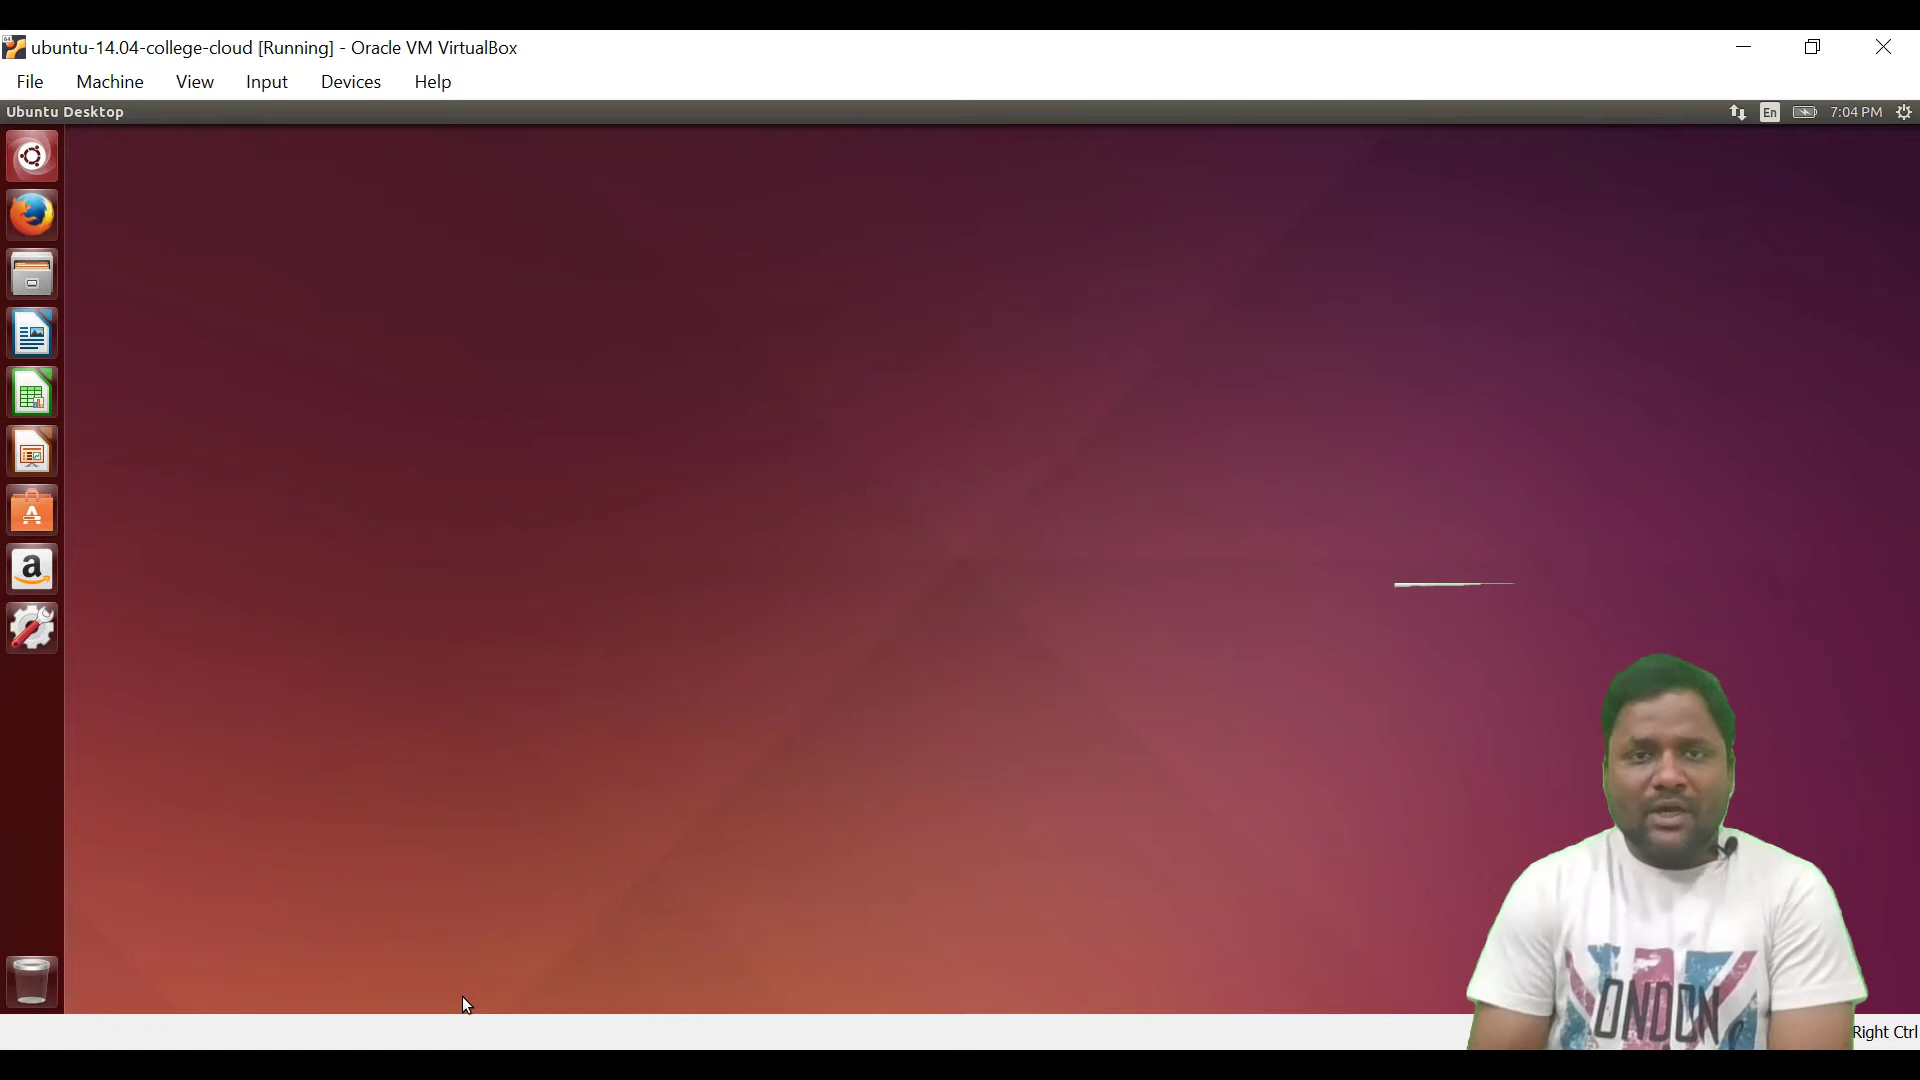 ubuntu-14.04-college-cloud [Running] - Oracle VM VirtualBox
File Machine View Input Devices Help
Ubuntu Desktop
En 7:04 PM
ONDON
Right Ctrl